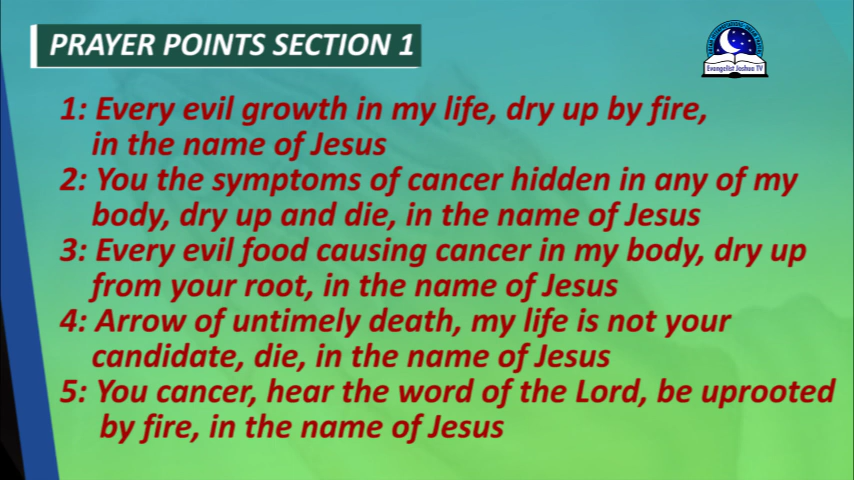 PRAYER POINTS SECTION 1
Evangelist Joshua TV
1: Every evil growth in my life, dry up by fire,
in the name of Jesus
2: You the symptoms of cancer hidden in any of my
body, dry up and die, in the name of Jesus
3: Every evil food causing cancer in my body, dry up
from your root, in the name of Jesus
4: Arrow of untimely death, my life is not your
candidate, die, in the name of Jesus
5: You cancer, hear the word of the Lord, be uprooted
by fire, in the name of Jesus